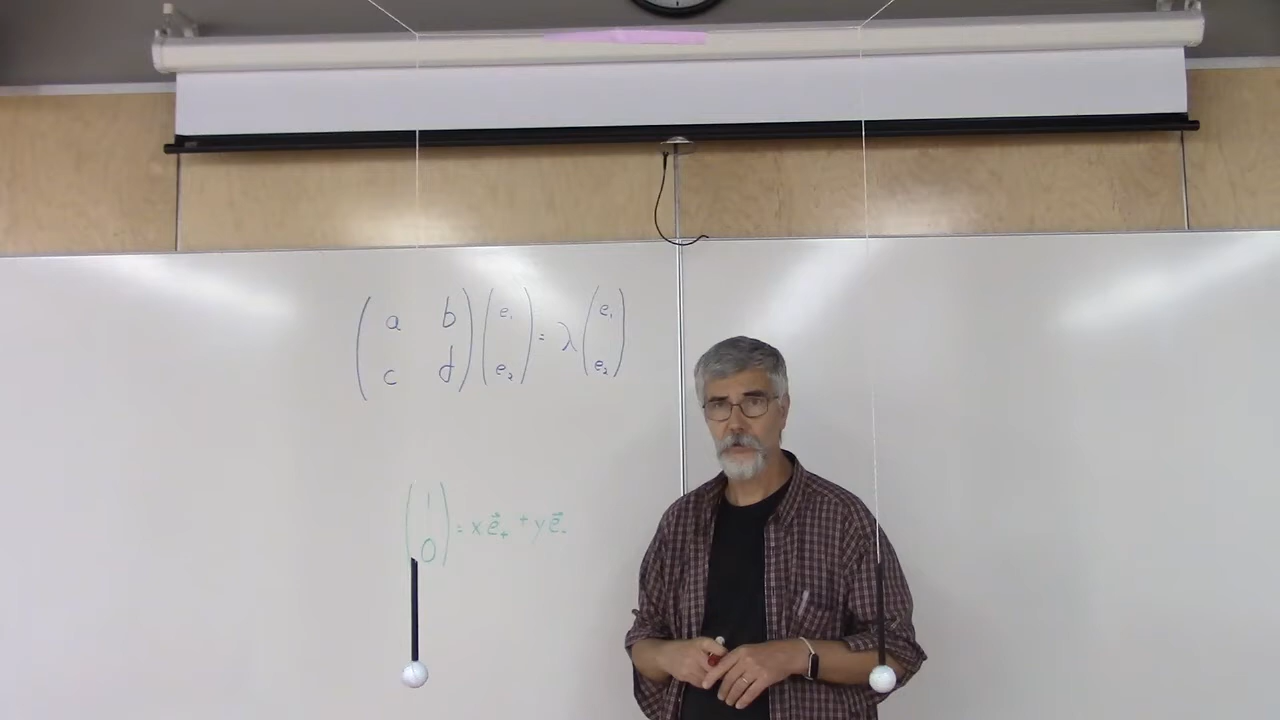 ( a b ) ( e₁ ) = λ ( e₁ )
( c d ) ( e₂ ) ( e₂ )
( 1 ) = x e⃗₊ + y e⃗₋
( 0 )